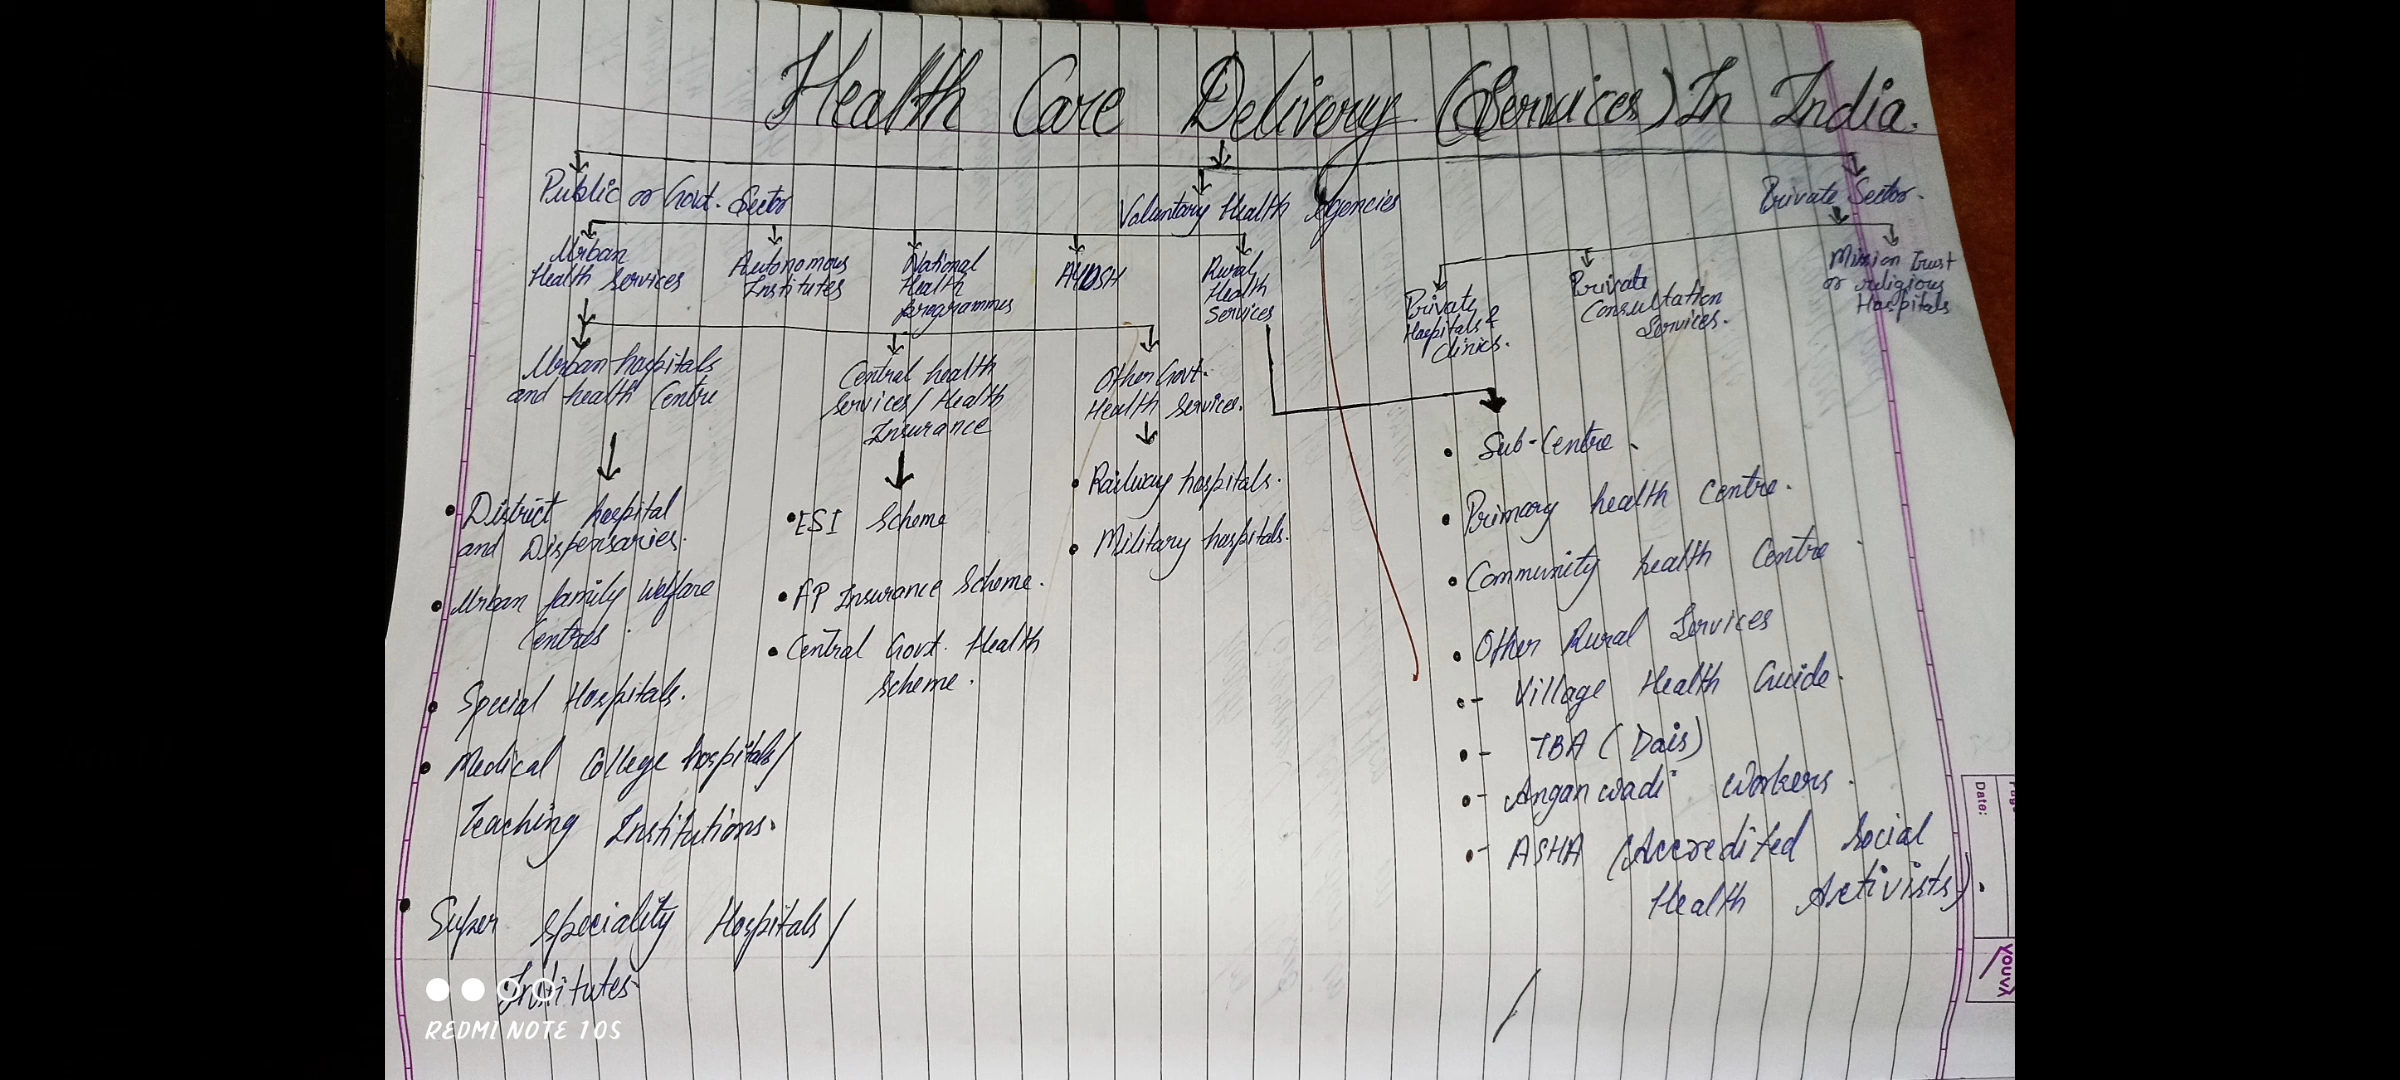 Health Care Delivery (Services) In India.
Public or Govt. Sector
Voluntary Health Agencies
Private Sector.
Urban
Health Services
Autonomous
Institutes
National
Health
programmes
AYUSH
Rural
Health
Services
Private
Hospitals &
Clinics.
Private
Consultation
Services.
Mission Trust
or religious
Hospitals
Urban hospitals
and health Centre
Central health
services/Health
Insurance
Other Govt.
Health Services.
• District hospital
and Dispensaries.
• Urban family Welfare
Centres.
• Special Hospitals.
• Medical College hospitals/
Teaching Institutions.
• Super speciality Hospitals/
Institutes
• ESI Scheme
• AP Insurance Scheme.
• Central Govt. Health
Scheme.
• Railway hospitals.
• Military hospitals.
• Sub-Centre.
• Primary health Centre.
• Community health Centre
• Other Rural Services
• - Village Health Guide.
• - TBA (Dais)
• - Anganwadi Workers.
• - ASHA (Accredited Social
Health Activists).
Date:
YOUVA
REDMI NOTE 10S